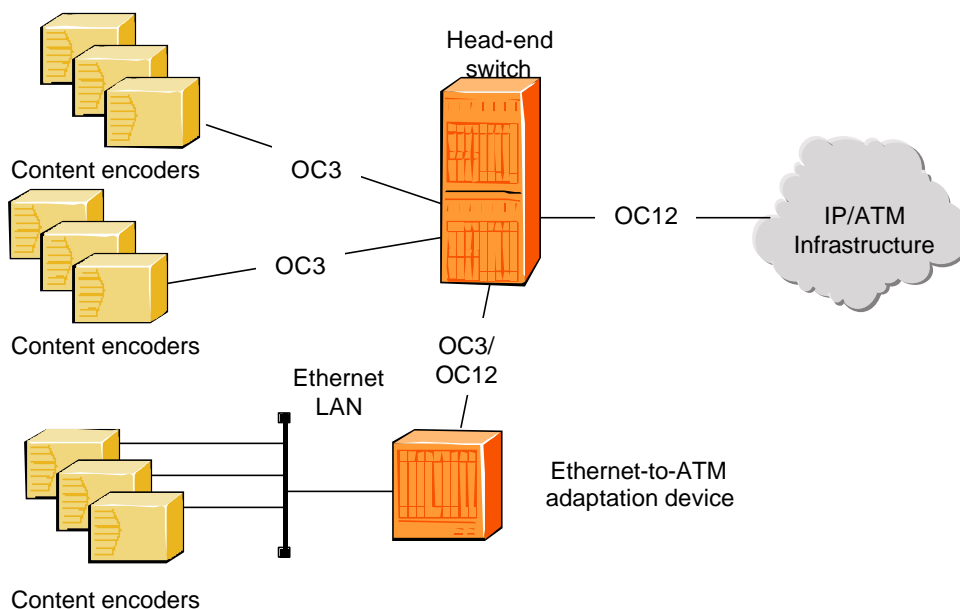 Head-end
switch
Content encoders
OC3
OC12
IP/ATM
Infrastructure
OC3
Content encoders
OC3/
OC12
Ethernet
LAN
Ethernet-to-ATM
adaptation device
Content encoders